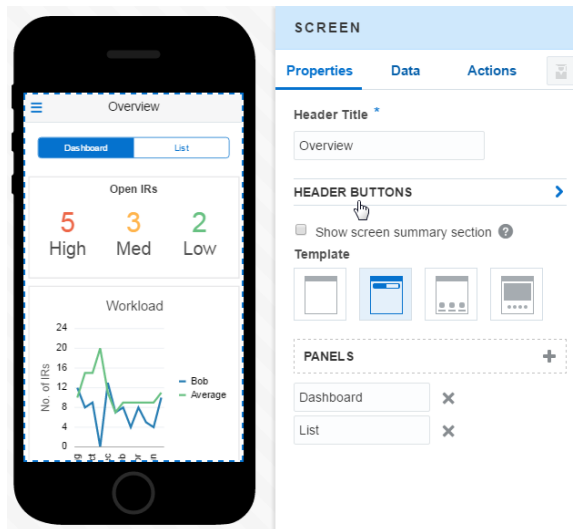 Overview
Dashboard List
Open IRs
5 3 2
High Med Low
Workload
24
20
16
12
8
4
0
No. of IRs
Bob
Average
SCREEN
Properties Data Actions
Header Title *
Overview
HEADER BUTTONS
Show screen summary section ?
Template
PANELS
Dashboard
List